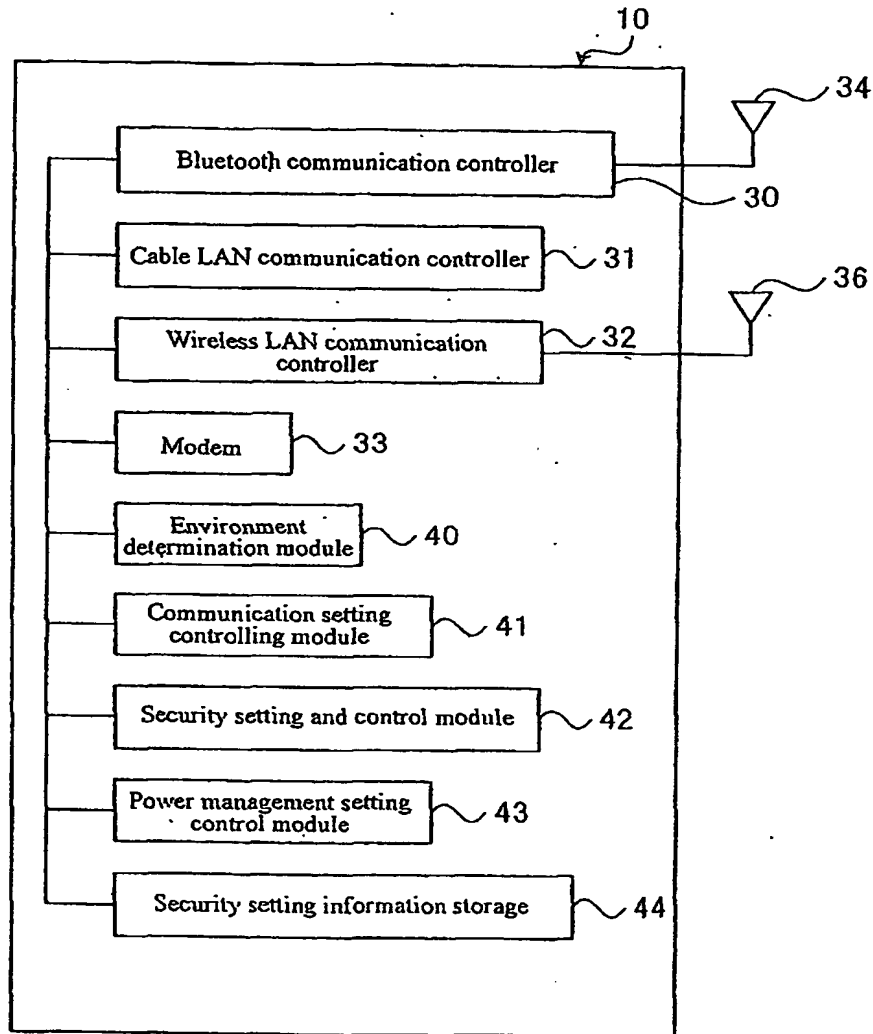 10
34
Bluetooth communication controller
30
Cable LAN communication controller
31
36
Wireless LAN communication
controller
32
Modem
33
Environment
determination module
40
Communication setting
controlling module
41
Security setting and control module
42
Power management setting
control module
43
Security setting information storage
44